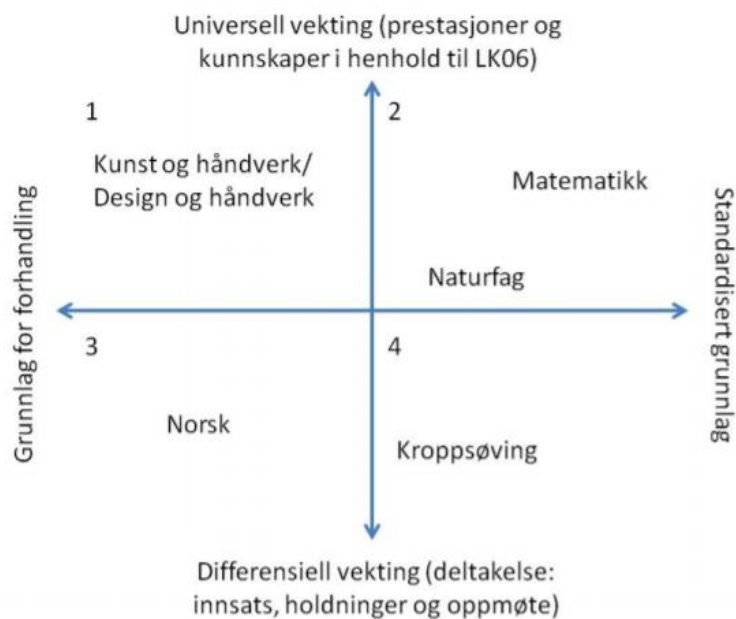 Universell vekting (prestasjoner og
kunnskaper i henhold til LK06)
1
2
Kunst og håndverk/
Design og håndverk
Matematikk
Naturfag
Grunnlag for forhandling
Standardisert grunnlag
3
4
Norsk
Kroppsøving
Differensiell vekting (deltakelse:
innsats, holdninger og oppmøte)